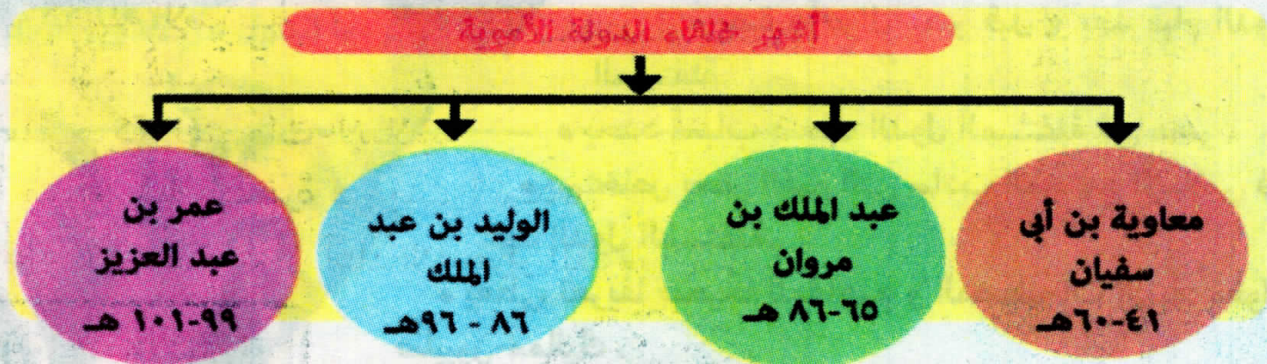 أشهر خلفاء الدولة الأموية
معاوية بن أبي
سفيان
٤١-٦٠هـ
عبد الملك بن
مروان
٦٥-٨٦ هـ
الوليد بن عبد
الملك
٨٦ - ٩٦هـ
عمر بن
عبد العزيز
٩٩-١٠١ هـ